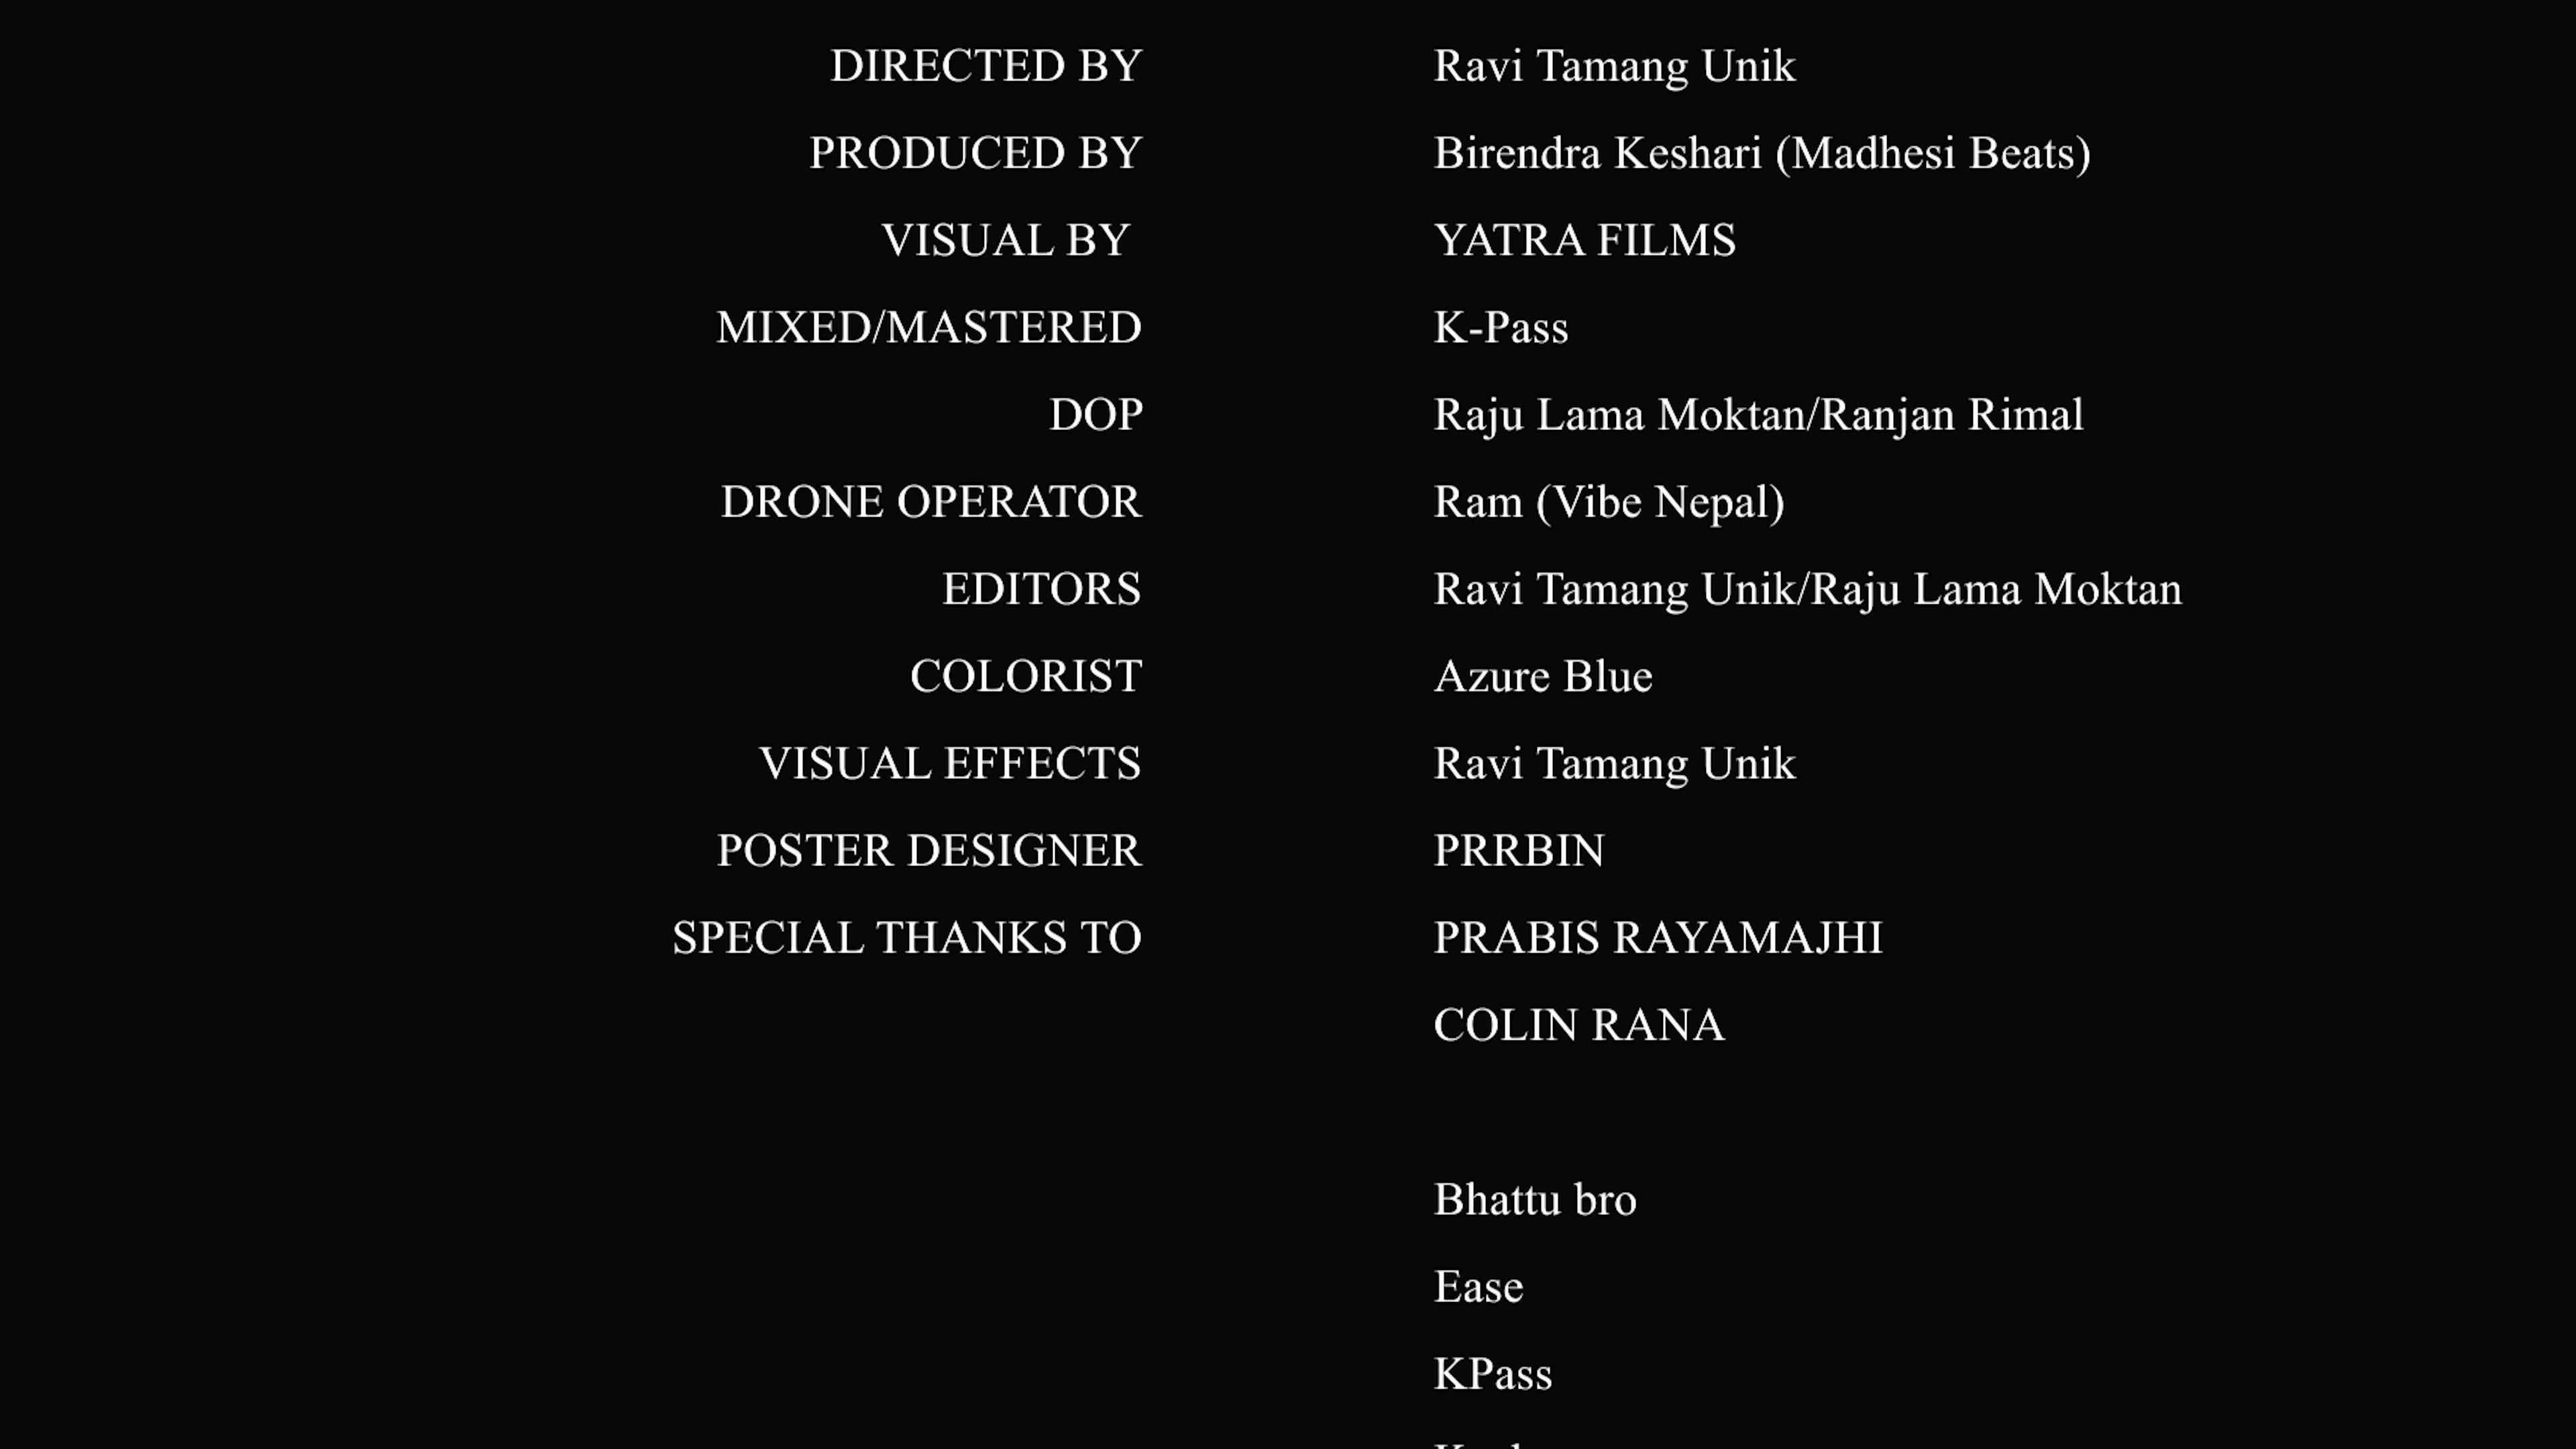 DIRECTED BY Ravi Tamang Unik
PRODUCED BY Birendra Keshari (Madhesi Beats)
VISUAL BY YATRA FILMS
MIXED/MASTERED K-Pass
DOP Raju Lama Moktan/Ranjan Rimal
DRONE OPERATOR Ram (Vibe Nepal)
EDITORS Ravi Tamang Unik/Raju Lama Moktan
COLORIST Azure Blue
VISUAL EFFECTS Ravi Tamang Unik
POSTER DESIGNER PRRBIN
SPECIAL THANKS TO PRABIS RAYAMAJHI
COLIN RANA
Bhattu bro
Ease
KPass